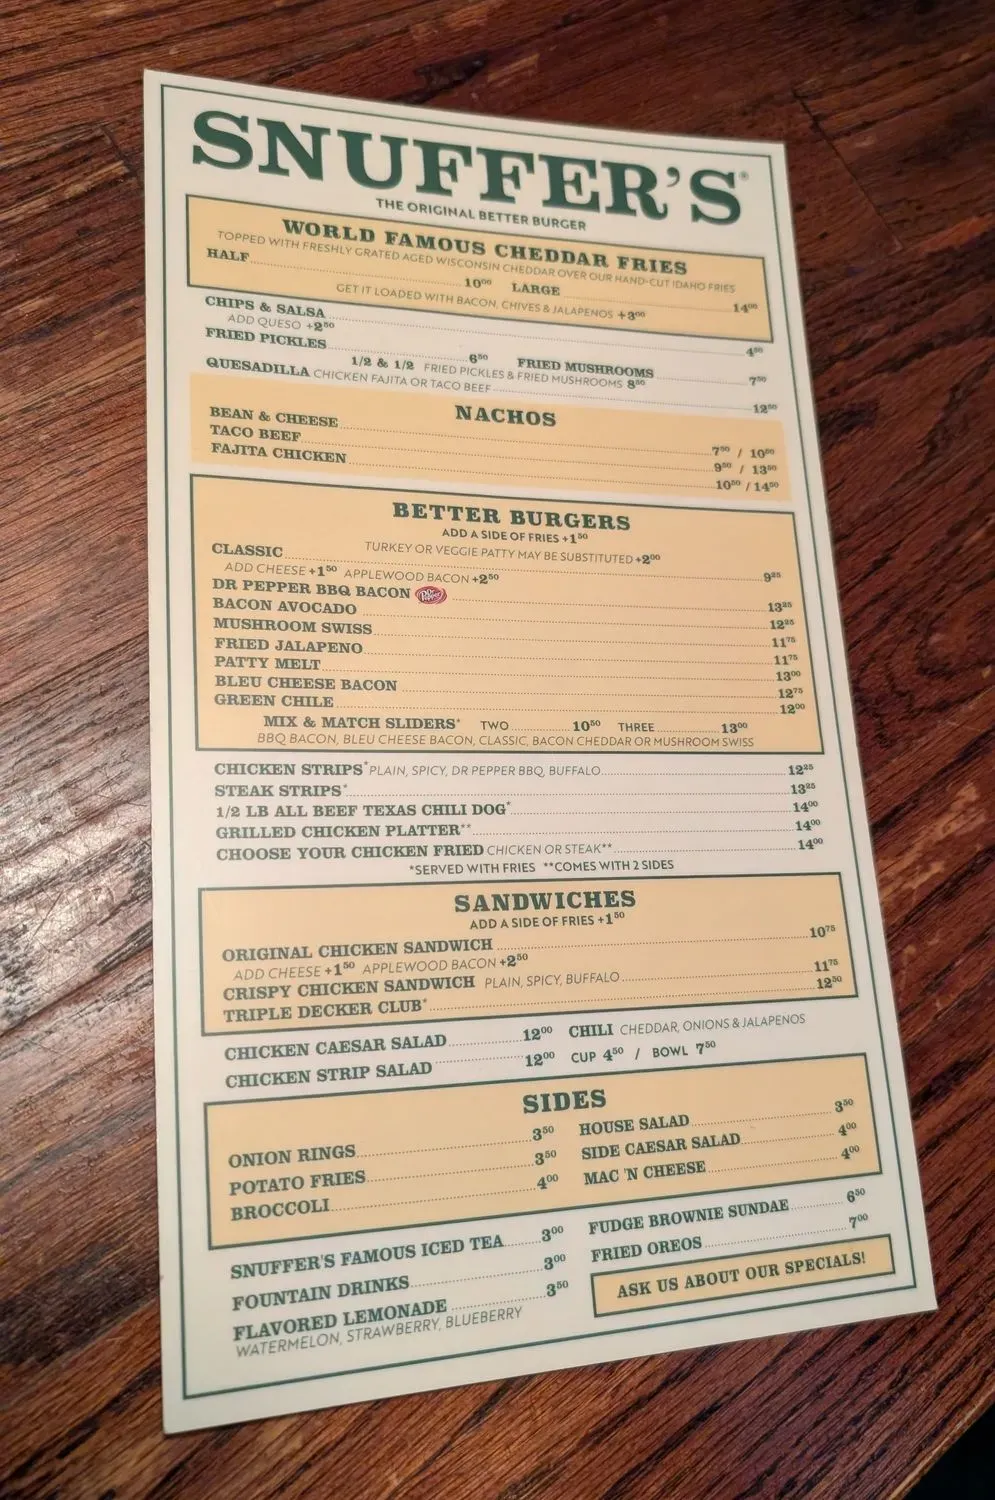 SNUFFER'S®
THE ORIGINAL BETTER BURGER
WORLD FAMOUS CHEDDAR FRIES
TOPPED WITH FRESHLY GRATED AGED WISCONSIN CHEDDAR OVER OUR HAND-CUT IDAHO FRIES
HALF 10⁰⁰ LARGE 14⁰⁰
GET IT LOADED WITH BACON, CHIVES & JALAPENOS +3⁰⁰
CHIPS & SALSA 4⁵⁰
ADD QUESO +2⁵⁰
FRIED PICKLES 6⁵⁰ FRIED MUSHROOMS 7⁵⁰
1/2 & 1/2 FRIED PICKLES & FRIED MUSHROOMS 8⁵⁰
QUESADILLA CHICKEN FAJITA OR TACO BEEF 12⁵⁰
NACHOS
BEAN & CHEESE 7⁵⁰ / 10⁵⁰
TACO BEEF 9⁵⁰ / 13⁵⁰
FAJITA CHICKEN 10⁵⁰ / 14⁵⁰
BETTER BURGERS
ADD A SIDE OF FRIES +1⁵⁰
TURKEY OR VEGGIE PATTY MAY BE SUBSTITUTED +2⁰⁰
CLASSIC 9²⁵
ADD CHEESE +1⁵⁰ APPLEWOOD BACON +2⁵⁰
DR PEPPER BBQ BACON Dr Pepper 13²⁵
BACON AVOCADO 12²⁵
MUSHROOM SWISS 11⁷⁵
FRIED JALAPENO 11⁷⁵
PATTY MELT 13⁰⁰
BLEU CHEESE BACON 12⁷⁵
GREEN CHILE 12⁰⁰
MIX & MATCH SLIDERS* TWO 10⁵⁰ THREE 13⁰⁰
BBQ BACON, BLEU CHEESE BACON, CLASSIC, BACON CHEDDAR OR MUSHROOM SWISS
CHICKEN STRIPS* PLAIN, SPICY, DR PEPPER BBQ, BUFFALO 12²⁵
STEAK STRIPS* 13²⁵
1/2 LB ALL BEEF TEXAS CHILI DOG* 14⁰⁰
GRILLED CHICKEN PLATTER** 14⁰⁰
CHOOSE YOUR CHICKEN FRIED CHICKEN OR STEAK** 14⁰⁰
*SERVED WITH FRIES **COMES WITH 2 SIDES
SANDWICHES
ADD A SIDE OF FRIES +1⁵⁰
ORIGINAL CHICKEN SANDWICH 10⁷⁵
ADD CHEESE +1⁵⁰ APPLEWOOD BACON +2⁵⁰
CRISPY CHICKEN SANDWICH PLAIN, SPICY, BUFFALO 11⁷⁵
TRIPLE DECKER CLUB* 12⁵⁰
CHICKEN CAESAR SALAD 12⁰⁰ CHILI CHEDDAR, ONIONS & JALAPENOS
CHICKEN STRIP SALAD 12⁰⁰ CUP 4⁵⁰ / BOWL 7⁵⁰
SIDES
ONION RINGS 3⁵⁰ HOUSE SALAD 3⁵⁰
POTATO FRIES 3⁵⁰ SIDE CAESAR SALAD 4⁰⁰
BROCCOLI 4⁰⁰ MAC 'N CHEESE 4⁰⁰
SNUFFER'S FAMOUS ICED TEA 3⁰⁰ FUDGE BROWNIE SUNDAE 6⁵⁰
FOUNTAIN DRINKS 3⁰⁰ FRIED OREOS 7⁰⁰
FLAVORED LEMONADE 3⁵⁰ ASK US ABOUT OUR SPECIALS!
WATERMELON, STRAWBERRY, BLUEBERRY